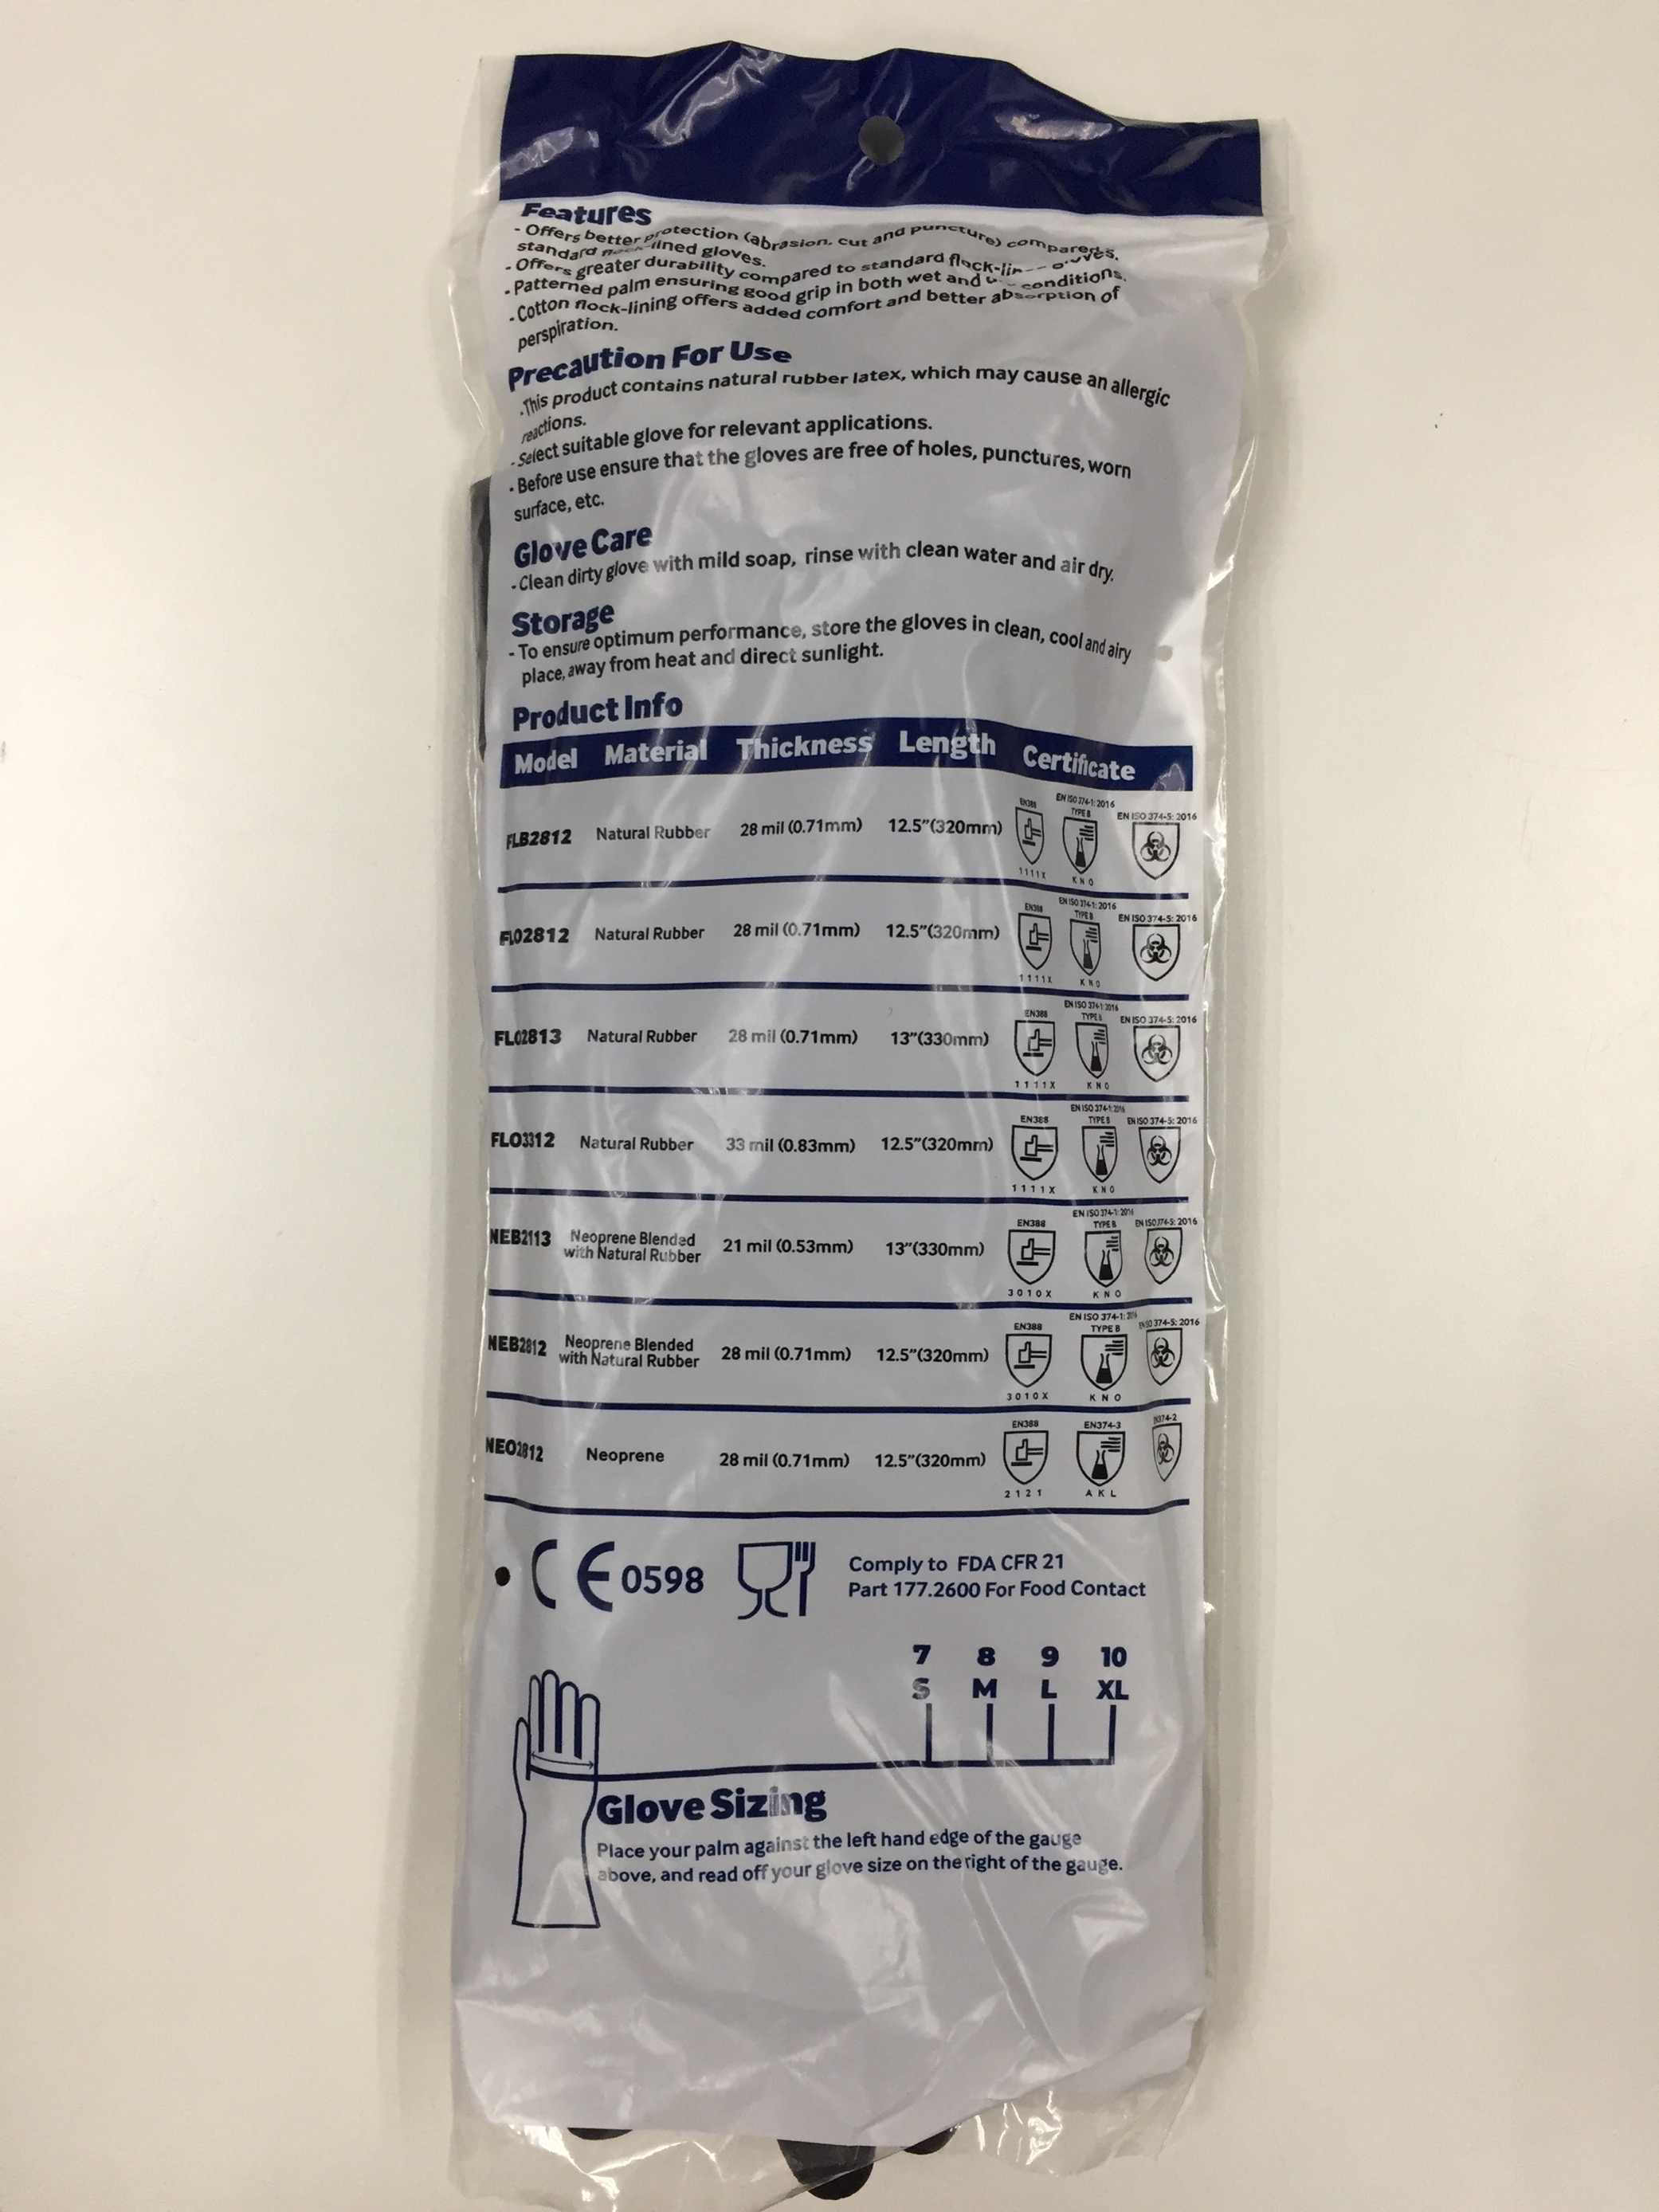 Features
- Offers better protection (abrasion, cut and puncture) compared
standard flock-lined gloves.
- Offers greater durability compared to standard flock-lin
- Patterned palm ensuring good grip in both wet and conditions.
- Cotton flock-lining offers added comfort and better absorption of
perspiration.
Precaution For Use
-This product contains natural rubber latex, which may cause an allergic
reactions.
- Select suitable glove for relevant applications.
- Before use ensure that the gloves are free of holes, punctures, worn
surface, etc.
Glove Care
- Clean dirty glove with mild soap, rinse with clean water and air dry.
Storage
- To ensure optimum performance, store the gloves in clean, cool and airy
place, away from heat and direct sunlight.
Product Info
Model Material Thickness Length Certificate
FLB2812 Natural Rubber 28 mil (0.71mm) 12.5"(320mm) EN388 1111X EN ISO 374-1: 2016 TYPE B KNO EN ISO 374-5: 2016
FLO2812 Natural Rubber 28 mil (0.71mm) 12.5"(320mm) EN388 1111X EN ISO 374-1: 2016 TYPE B KNO EN ISO 374-5: 2016
FLO2813 Natural Rubber 28 mil (0.71mm) 13"(330mm) EN388 1111X EN ISO 374-1: 2016 TYPE KNO EN ISO 374-5: 2016
FLO3312 Natural Rubber 33 mil (0.83mm) 12.5"(320mm) EN388 1111X EN ISO 374-1: 2016 TYPE B KNO EN ISO 374-5: 2016
NEB2113 Neoprene Blended with Natural Rubber 21 mil (0.53mm) 13"(330mm) EN388 3010X EN ISO 374-1: 2016 TYPE B KNO EN ISO 374-5: 2016
NEB2812 Neoprene Blended with Natural Rubber 28 mil (0.71mm) 12.5"(320mm) EN388 3010X EN ISO 374-1: 2016 TYPE B KNO EN ISO 374-5: 2016
NEO2812 Neoprene 28 mil (0.71mm) 12.5"(320mm) EN388 2121 EN374-3 AKL EN374-2
CE 0598
Comply to FDA CFR 21
Part 177.2600 For Food Contact
7 8 9 10
S M L XL
Glove Sizing
Place your palm against the left hand edge of the gauge
above, and read off your glove size on the right of the gauge.